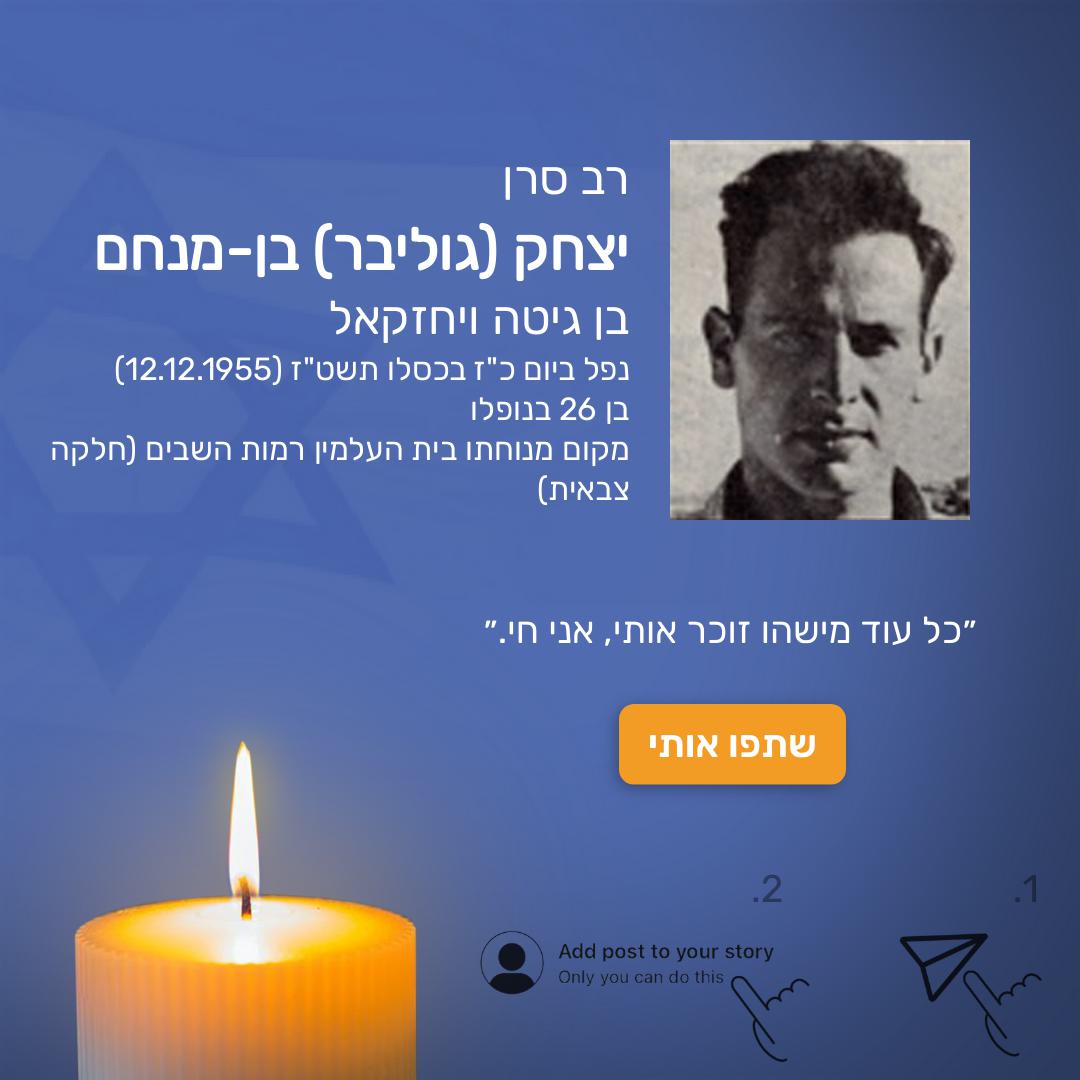 רב סרן
יצחק (גוליבר) בן-מנחם
בן גיטה ויחזקאל
נפל ביום כ"ז בכסלו תשט"ז (12.12.1955)
בן 26 בנופלו
מקום מנוחתו בית העלמין רמות השבים (חלקה
צבאית)
״כל עוד מישהו זוכר אותי, אני חי.״
שתפו אותי
1.
2.
Add post to your story
Only you can do this